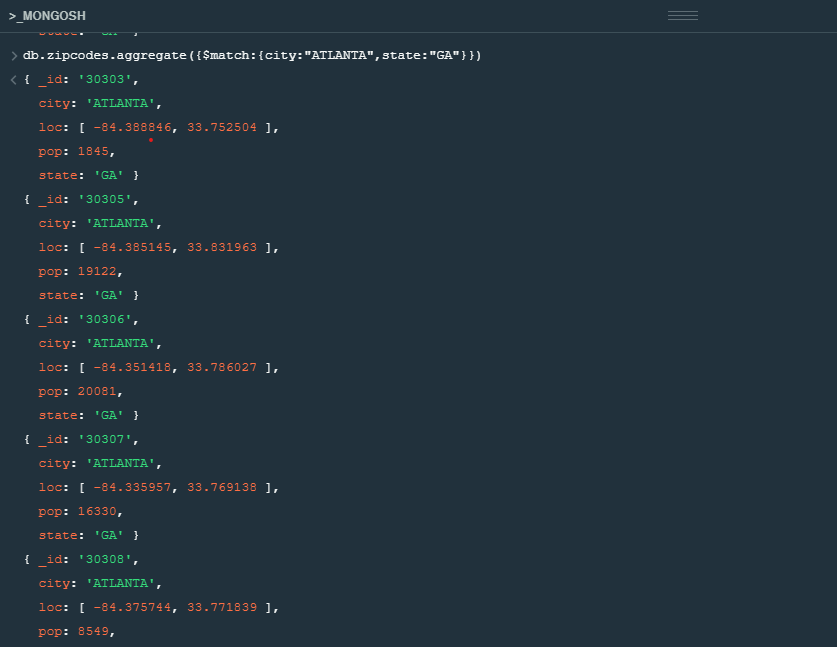 >_MONGOSH
state: 'GA' }
> db.zipcodes.aggregate({$match:{city:"ATLANTA",state:"GA"}})
< { _id: '30303',
city: 'ATLANTA',
loc: [ -84.388846, 33.752504 ],
pop: 1845,
state: 'GA' }
{ _id: '30305',
city: 'ATLANTA',
loc: [ -84.385145, 33.831963 ],
pop: 19122,
state: 'GA' }
{ _id: '30306',
city: 'ATLANTA',
loc: [ -84.351418, 33.786027 ],
pop: 20081,
state: 'GA' }
{ _id: '30307',
city: 'ATLANTA',
loc: [ -84.335957, 33.769138 ],
pop: 16330,
state: 'GA' }
{ _id: '30308',
city: 'ATLANTA',
loc: [ -84.375744, 33.771839 ],
pop: 8549,